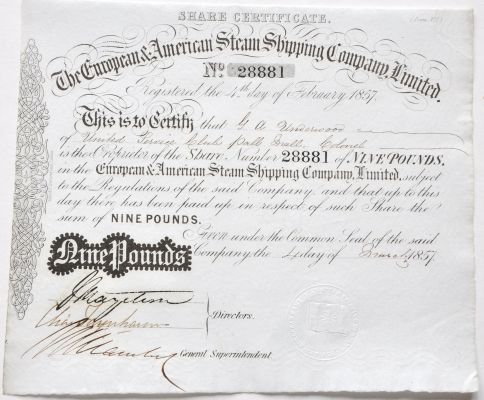 SHARE CERTIFICATE.
The European & American Steam Shipping Company, Limited.
No. 28881
Registered the 4th day of February 1857.
This is to Certify that G A Underwood
of United Service Club Pall Mall, Colonel
is the Proprietor of the Share Number 28881 of NINE POUNDS,
in the European & American Steam Shipping Company, Limited, subject
to the Regulations of the said Company, and that up to this
day there has been paid up in respect of such Share the
sum of NINE POUNDS.
Given under the Common Seal of the said
Nine Pounds
Company, the 4 day of March 1857
Directors.
General Superintendent